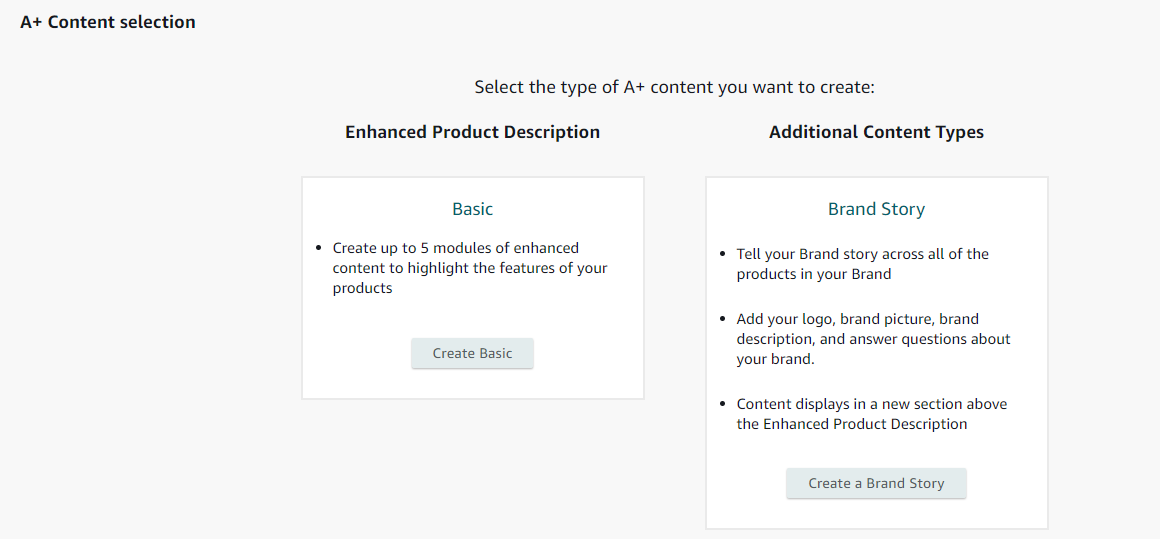 A+ Content selection
Select the type of A+ content you want to create:
Enhanced Product Description
Basic
• Create up to 5 modules of enhanced
content to highlight the features of your
products
Create Basic
Additional Content Types
Brand Story
• Tell your Brand story across all of the
products in your Brand
• Add your logo, brand picture, brand
description, and answer questions about
your brand.
• Content displays in a new section above
the Enhanced Product Description
Create a Brand Story